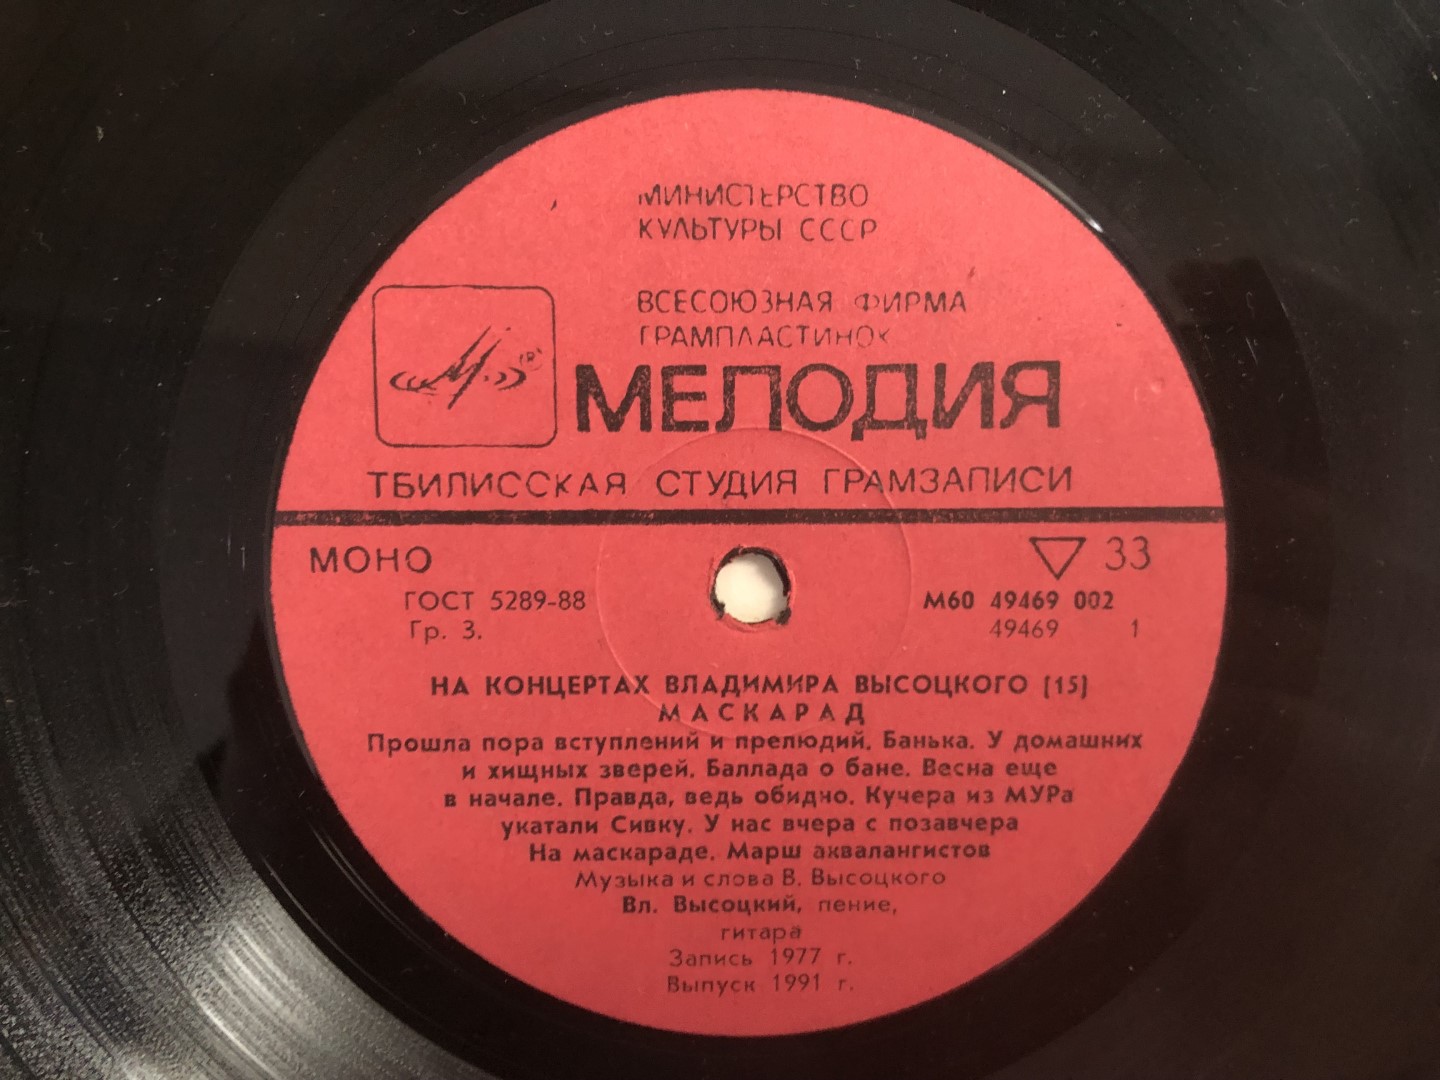 МИНИСТЕРСТВО
КУЛЬТУРЫ СССР
ВСЕСОЮЗНАЯ ФИРМА
ГРАМПЛАСТИНОК
М (R)
МЕЛОДИЯ
ТБИЛИССКАЯ СТУДИЯ ГРАМЗАПИСИ
МОНО
33
ГОСТ 5289-88
М60 49469 002
Гр. 3.
49469 1
НА КОНЦЕРТАХ ВЛАДИМИРА ВЫСОЦКОГО (15)
МАСКАРАД
Прошла пора вступлений и прелюдий. Банька. У домашних
и хищных зверей. Баллада о бане. Весна еще
в начале. Правда, ведь обидно. Кучера из МУРа
укатали Сивку. У нас вчера с позавчера
На маскараде. Марш аквалангистов
Музыка и слова В. Высоцкого
Вл. Высоцкий, пение,
гитара
Запись 1977 г.
Выпуск 1991 г.